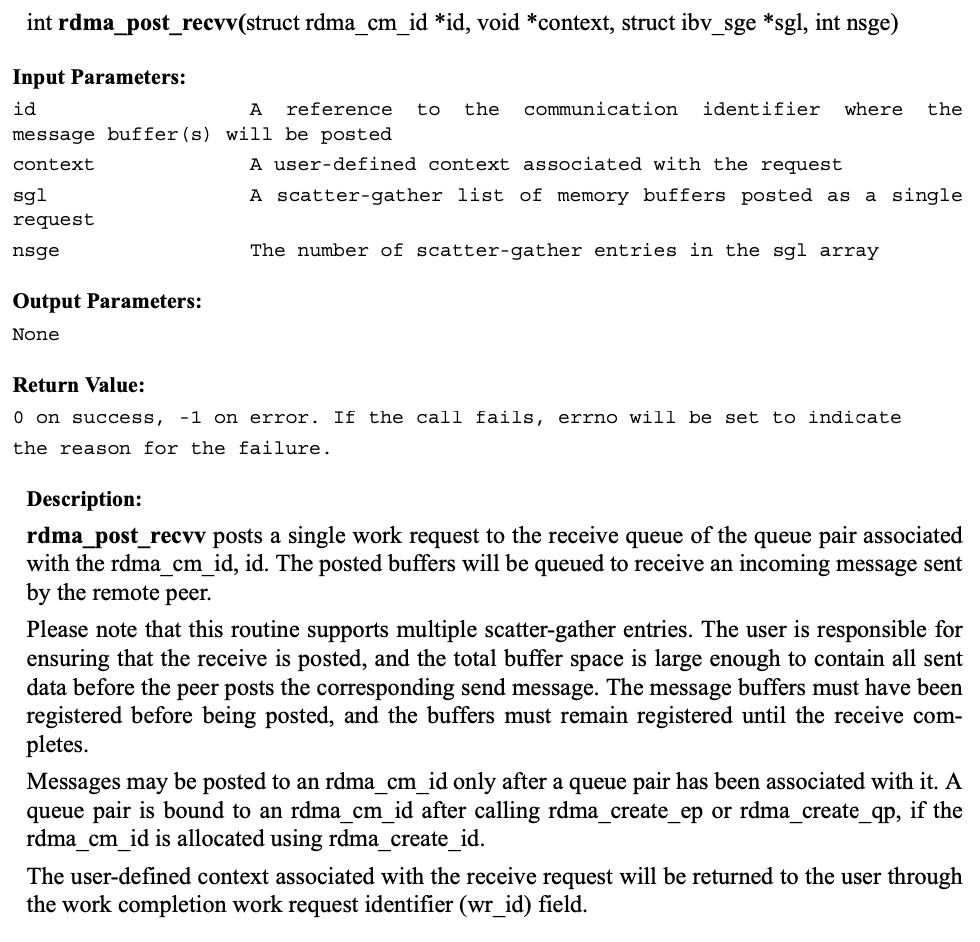 int rdma_post_recvv(struct rdma_cm_id *id, void *context, struct ibv_sge *sgl, int nsge)
Input Parameters:
id A reference to the communication identifier where the
message buffer(s) will be posted
context A user-defined context associated with the request
sgl A scatter-gather list of memory buffers posted as a single
request
nsge The number of scatter-gather entries in the sgl array
Output Parameters:
None
Return Value:
0 on success, -1 on error. If the call fails, errno will be set to indicate
the reason for the failure.
Description:
rdma_post_recvv posts a single work request to the receive queue of the queue pair associated
with the rdma_cm_id, id. The posted buffers will be queued to receive an incoming message sent
by the remote peer.
Please note that this routine supports multiple scatter-gather entries. The user is responsible for
ensuring that the receive is posted, and the total buffer space is large enough to contain all sent
data before the peer posts the corresponding send message. The message buffers must have been
registered before being posted, and the buffers must remain registered until the receive com-
pletes.
Messages may be posted to an rdma_cm_id only after a queue pair has been associated with it. A
queue pair is bound to an rdma_cm_id after calling rdma_create_ep or rdma_create_qp, if the
rdma_cm_id is allocated using rdma_create_id.
The user-defined context associated with the receive request will be returned to the user through
the work completion work request identifier (wr_id) field.